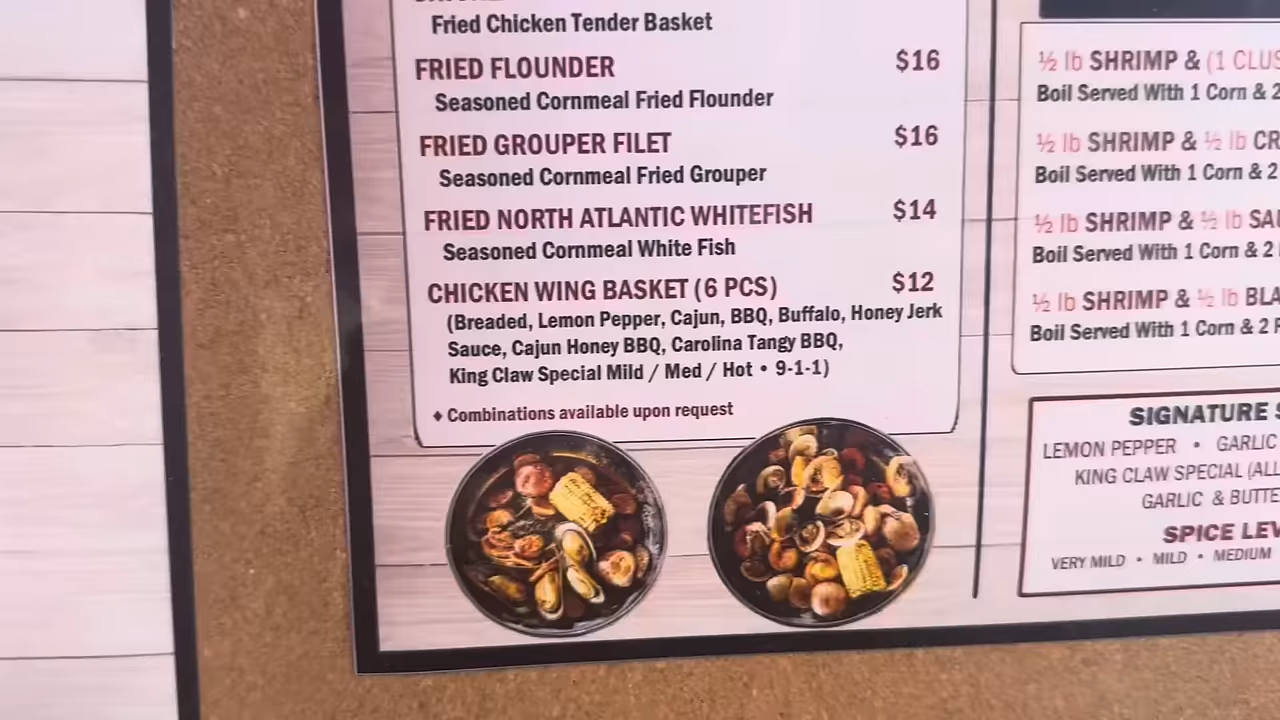 Fried Chicken Tender Basket
FRIED FLOUNDER $16
Seasoned Cornmeal Fried Flounder
FRIED GROUPER FILET $16
Seasoned Cornmeal Fried Grouper
FRIED NORTH ATLANTIC WHITEFISH $14
Seasoned Cornmeal White Fish
CHICKEN WING BASKET (6 PCS) $12
(Breaded, Lemon Pepper, Cajun, BBQ, Buffalo, Honey Jerk
Sauce, Cajun Honey BBQ, Carolina Tangy BBQ,
King Claw Special Mild / Med / Hot • 9-1-1)
♦ Combinations available upon request
½ lb SHRIMP & (1
Boil Served With 1 Corn & 2
½ lb SHRIMP & ½ lb
Boil Served With 1 Corn & 2
½ lb SHRIMP & ½ lb
Boil Served With 1 Corn & 2
½ lb SHRIMP & ½ lb
Boil Served With 1 Corn & 2
SIGNATURE
LEMON PEPPER • GARLIC
KING CLAW SPECIAL
GARLIC &
SPICE
VERY MILD • MILD • MEDIUM